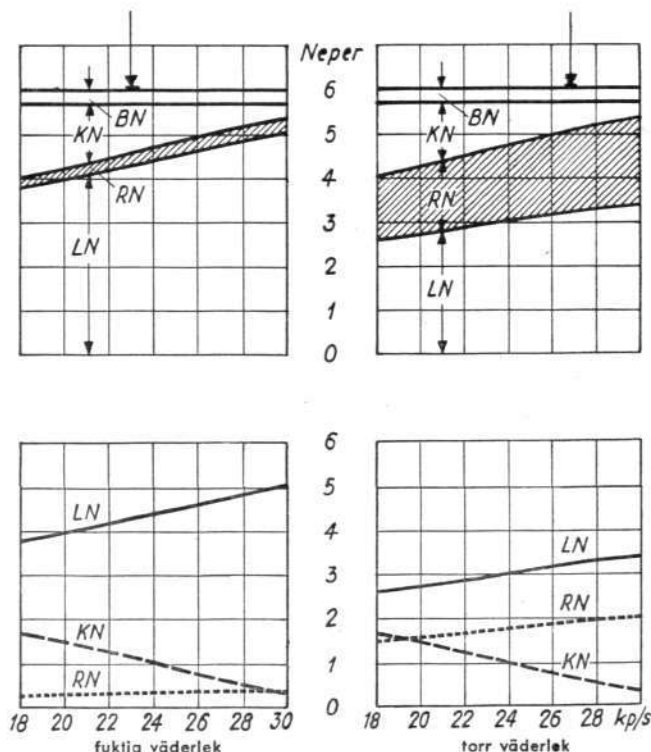 Neper
6
5
4
3
2
1
0
BN
KN
RN
LN
BN
KN
RN
LN
6
5
4
3
2
1
0
LN
KN
RN
LN
RN
KN
18 20 22 24 26 28 30
18 20 22 24 26 28 kp/s
fuktig väderlek
torr väderlek